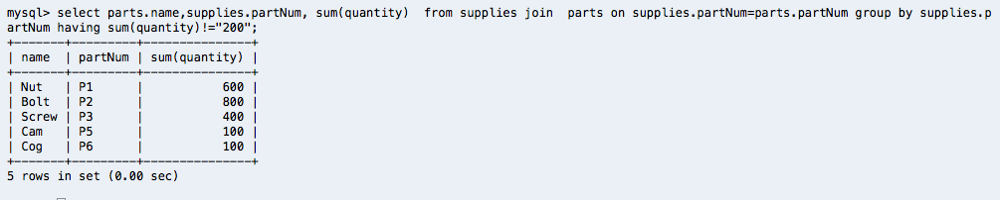 mysql> select parts.name,supplies.partNum, sum(quantity)  from supplies join  parts on supplies.partNum=parts.partNum group by supplies.p
artNum having sum(quantity)!="200";
+-------+---------+---------------+
| name  | partNum | sum(quantity) |
+-------+---------+---------------+
| Nut   | P1      |           600 |
| Bolt  | P2      |           800 |
| Screw | P3      |           400 |
| Cam   | P5      |           100 |
| Cog   | P6      |           100 |
+-------+---------+---------------+
5 rows in set (0.00 sec)